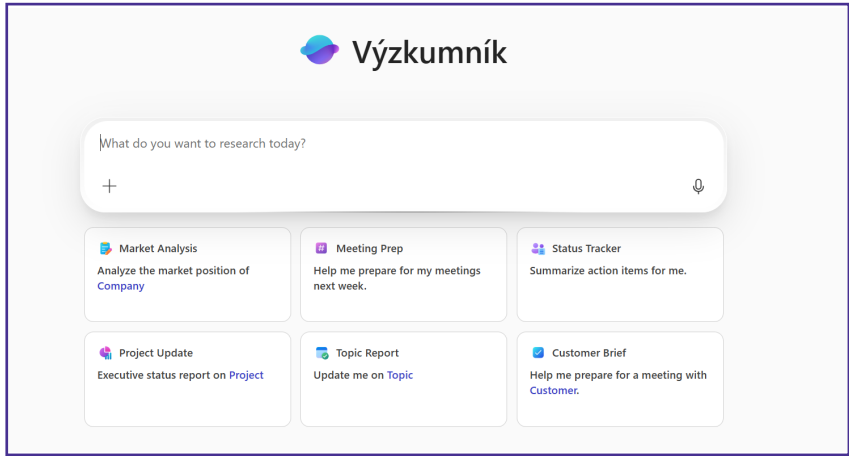 Výzkumník
What do you want to research today?
Market Analysis
Analyze the market position of
Company
Meeting Prep
Help me prepare for my meetings
next week.
Status Tracker
Summarize action items for me.
Project Update
Executive status report on Project
Topic Report
Update me on Topic
Customer Brief
Help me prepare for a meeting with
Customer.